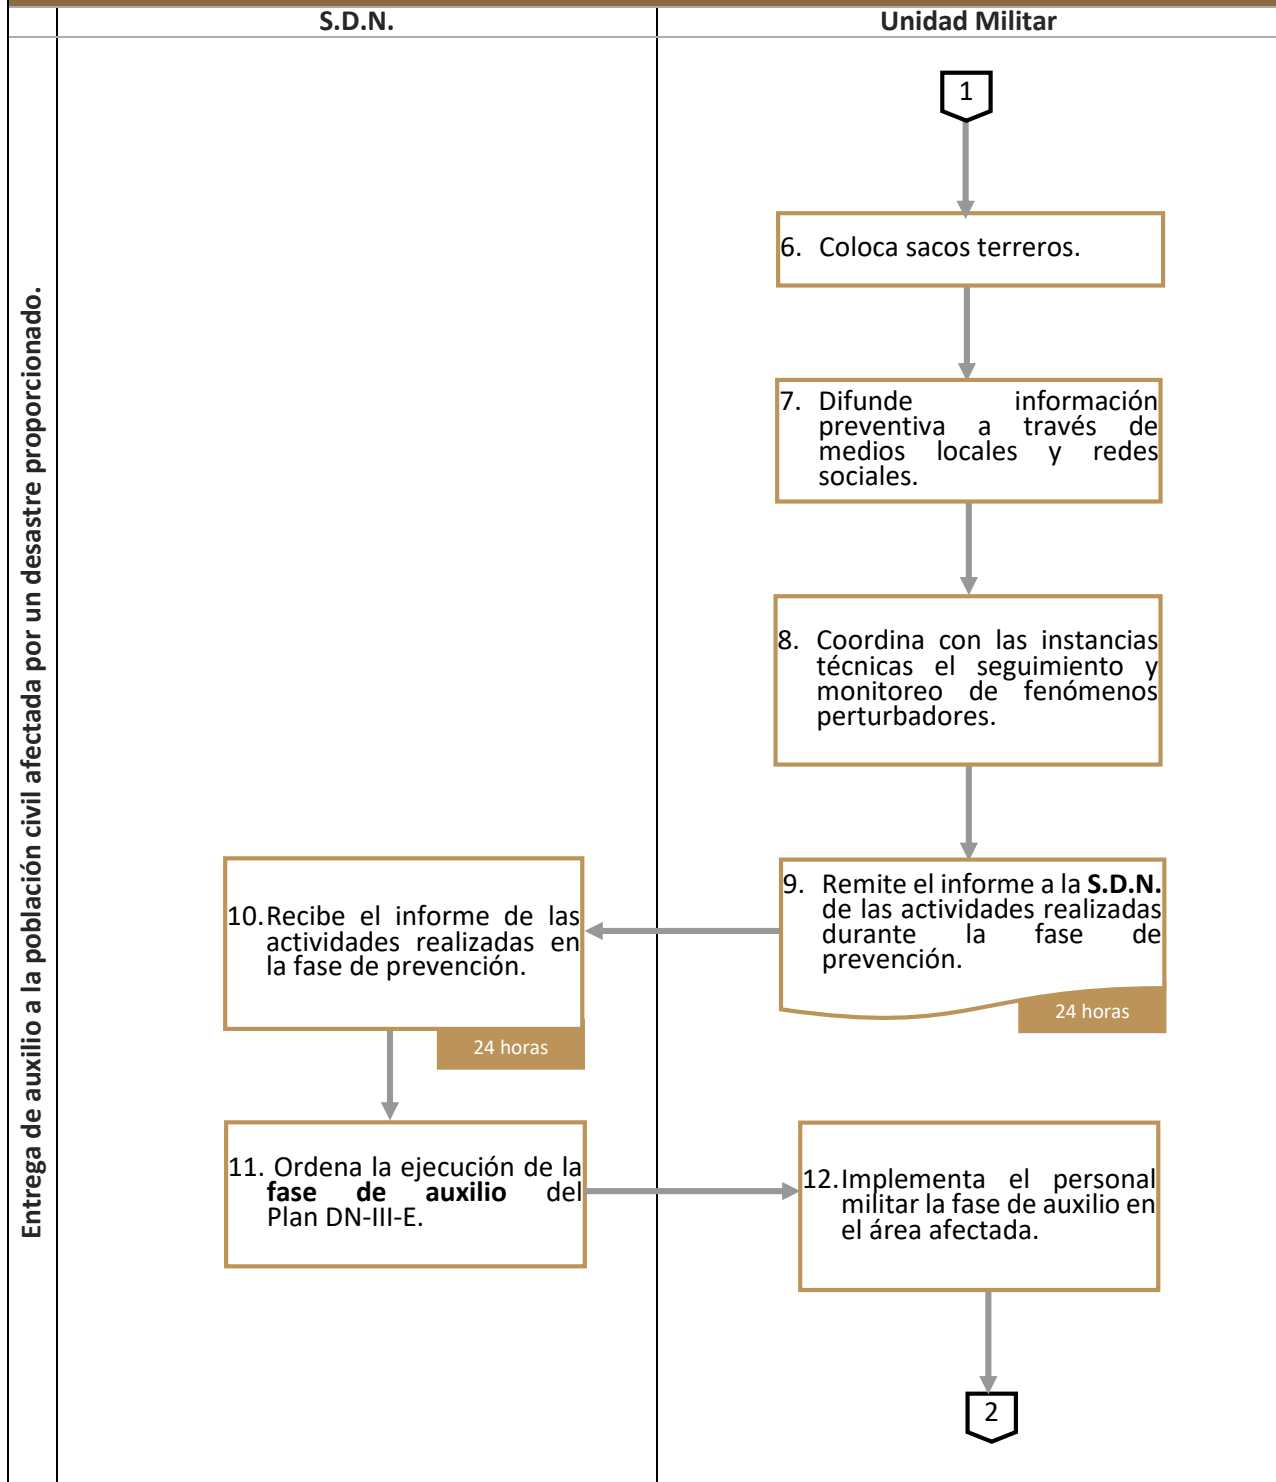 S.D.N.
Unidad Militar
Entrega de auxilio a la población civil afectada por un desastre proporcionado.
1
6. Coloca sacos terreros.
7. Difunde información
preventiva a través de
medios locales y redes
sociales.
8. Coordina con las instancias
técnicas el seguimiento y
monitoreo de fenómenos
perturbadores.
9. Remite el informe a la S.D.N.
de las actividades realizadas
durante la fase de
prevención.
24 horas
10. Recibe el informe de las
actividades realizadas en
la fase de prevención.
24 horas
11. Ordena la ejecución de la
fase de auxilio del
Plan DN-III-E.
12. Implementa el personal
militar la fase de auxilio en
el área afectada.
2